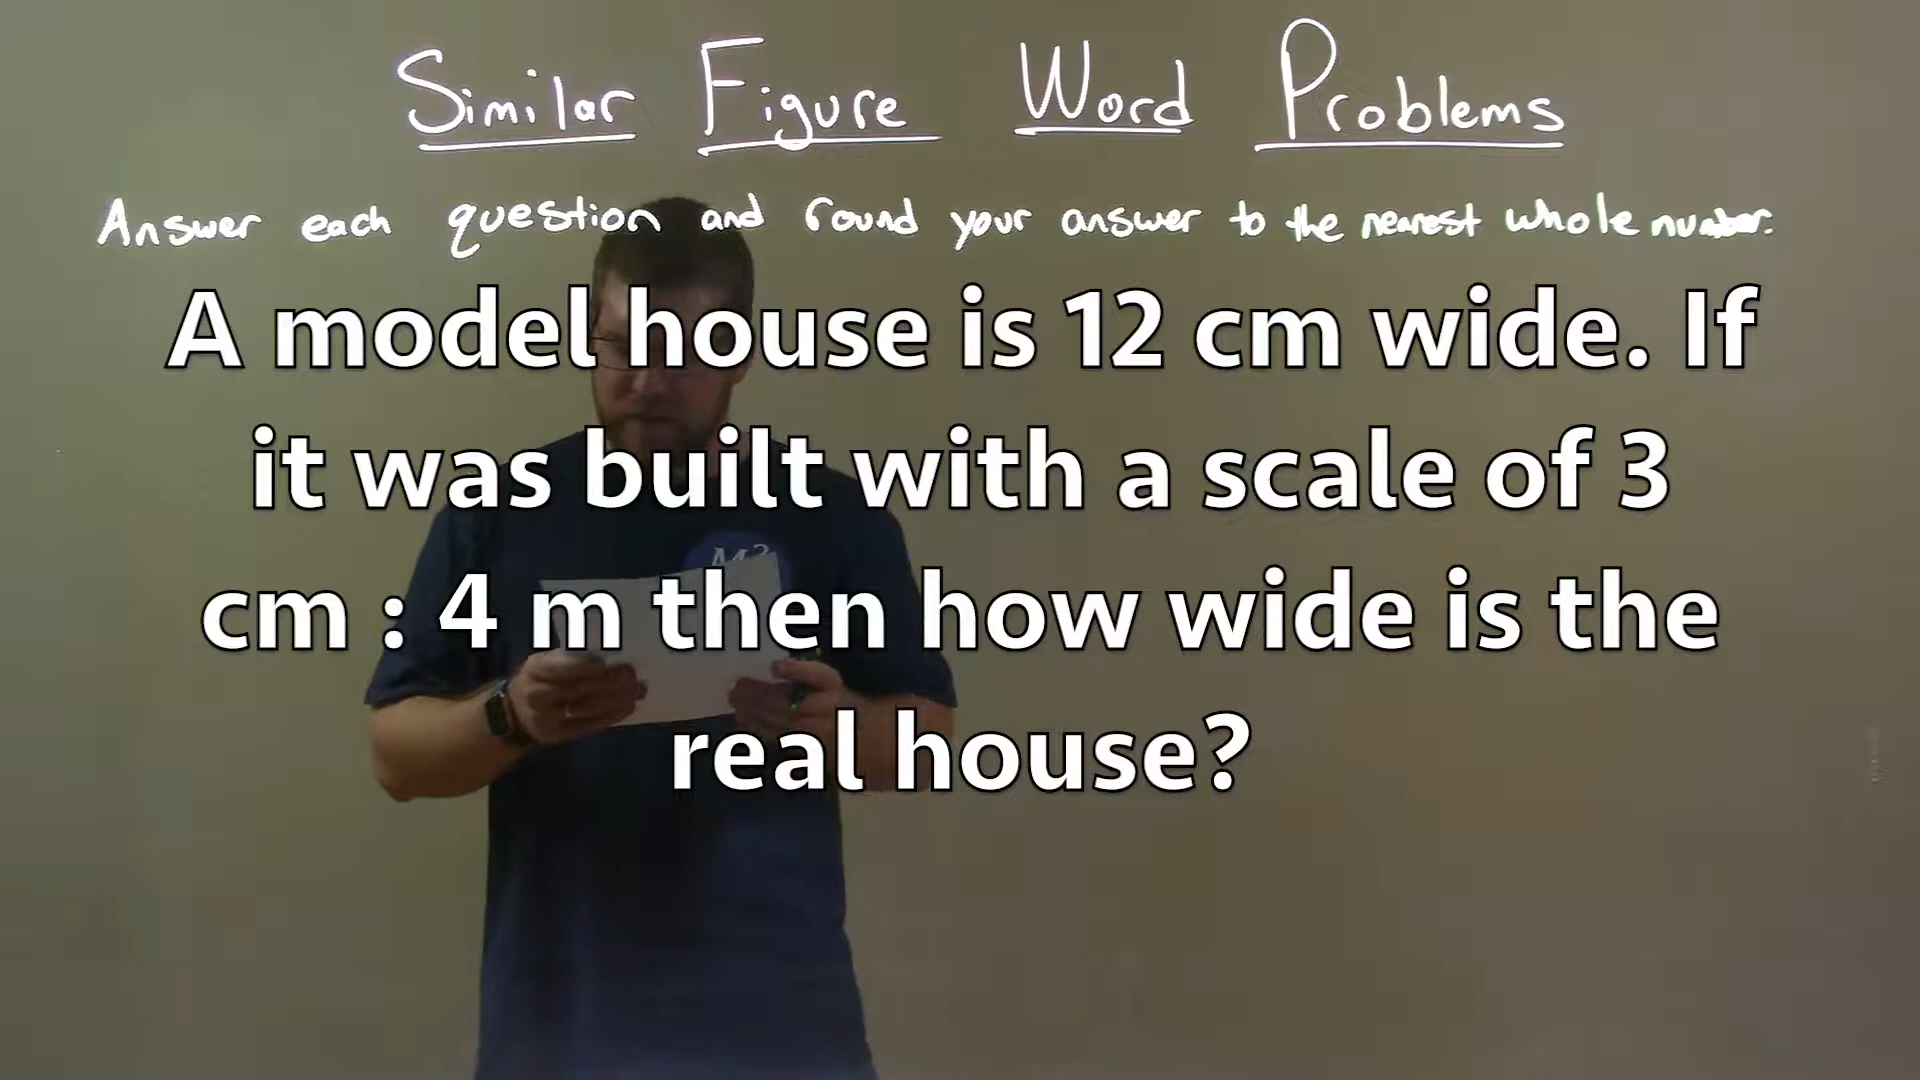 Similar Figure Word Problems
Answer each question and round your answer to the nearest whole number.
A model house is 12 cm wide. If
it was built with a scale of 3
cm : 4 m then how wide is the
real house?
M²